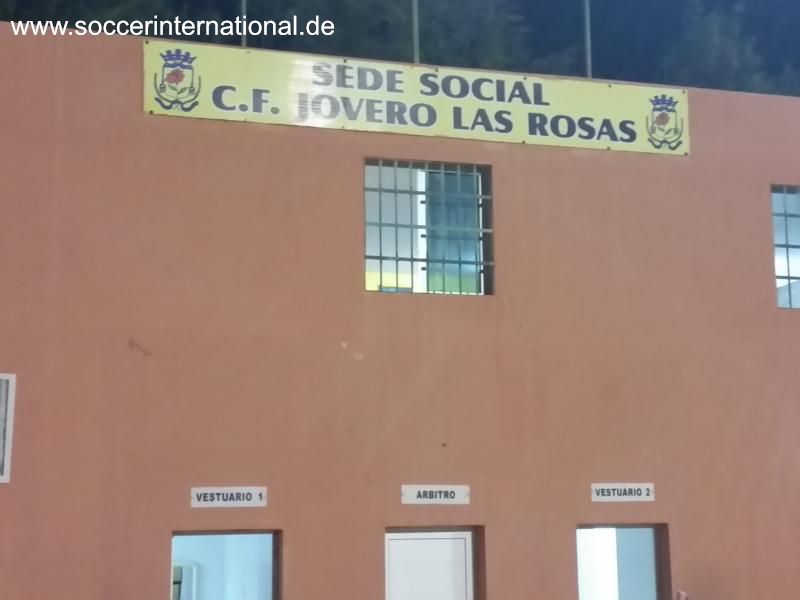 www.soccerinternational.de
SEDE SOCIAL
C.F. JOVERO LAS ROSAS
VESTUARIO 1
ARBITRO
VESTUARIO 2